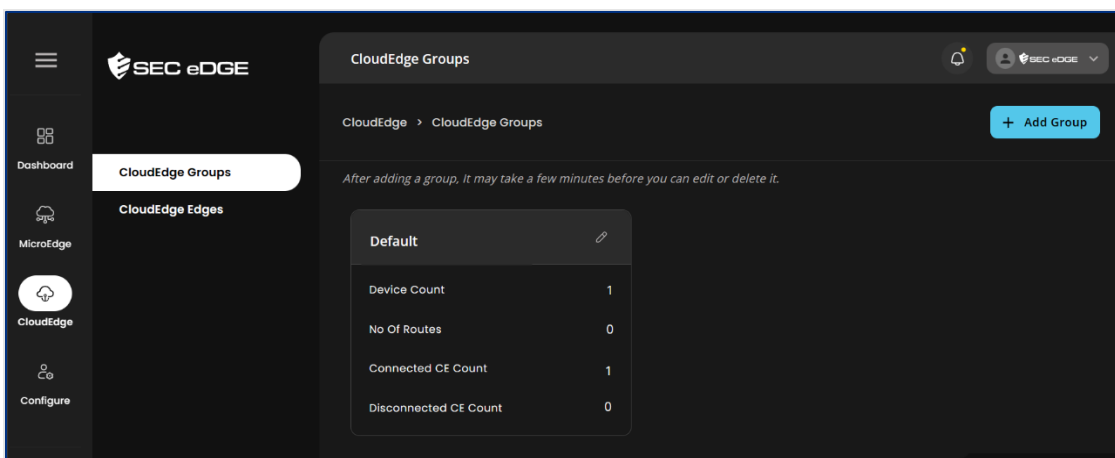 SEC eDGE
CloudEdge Groups
SEC eDGE
CloudEdge > CloudEdge Groups
+ Add Group
Dashboard
MicroEdge
CloudEdge
Configure
CloudEdge Groups
CloudEdge Edges
After adding a group, It may take a few minutes before you can edit or delete it.
Default
Device Count 1
No Of Routes 0
Connected CE Count 1
Disconnected CE Count 0